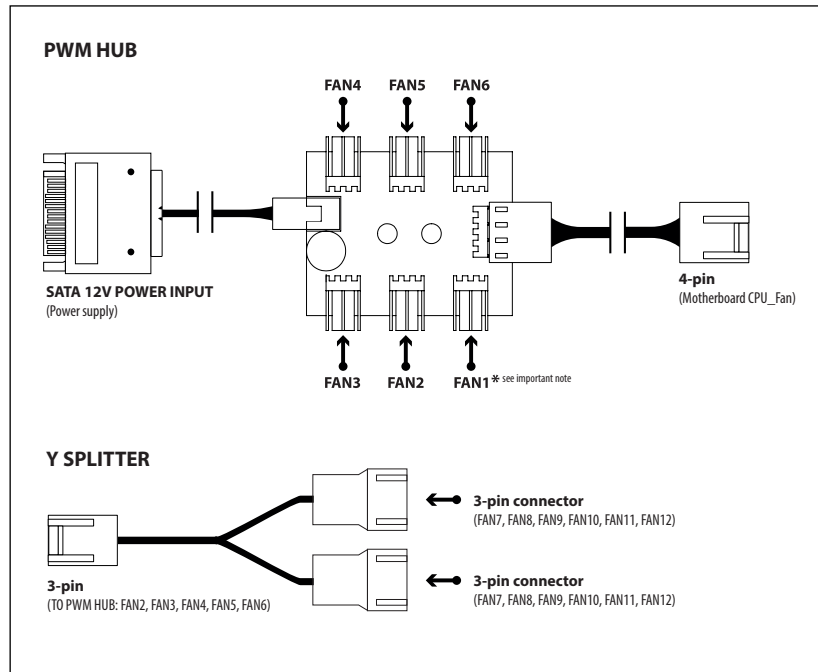 PWM HUB
FAN4
FAN5
FAN6
SATA 12V POWER INPUT
(Power supply)
4-pin
(Motherboard CPU_Fan)
FAN3
FAN2
FAN1* see important note
Y SPLITTER
3-pin connector
(FAN7, FAN8, FAN9, FAN10, FAN11, FAN12)
3-pin
(TO PWM HUB: FAN2, FAN3, FAN4, FAN5, FAN6)
3-pin connector
(FAN7, FAN8, FAN9, FAN10, FAN11, FAN12)